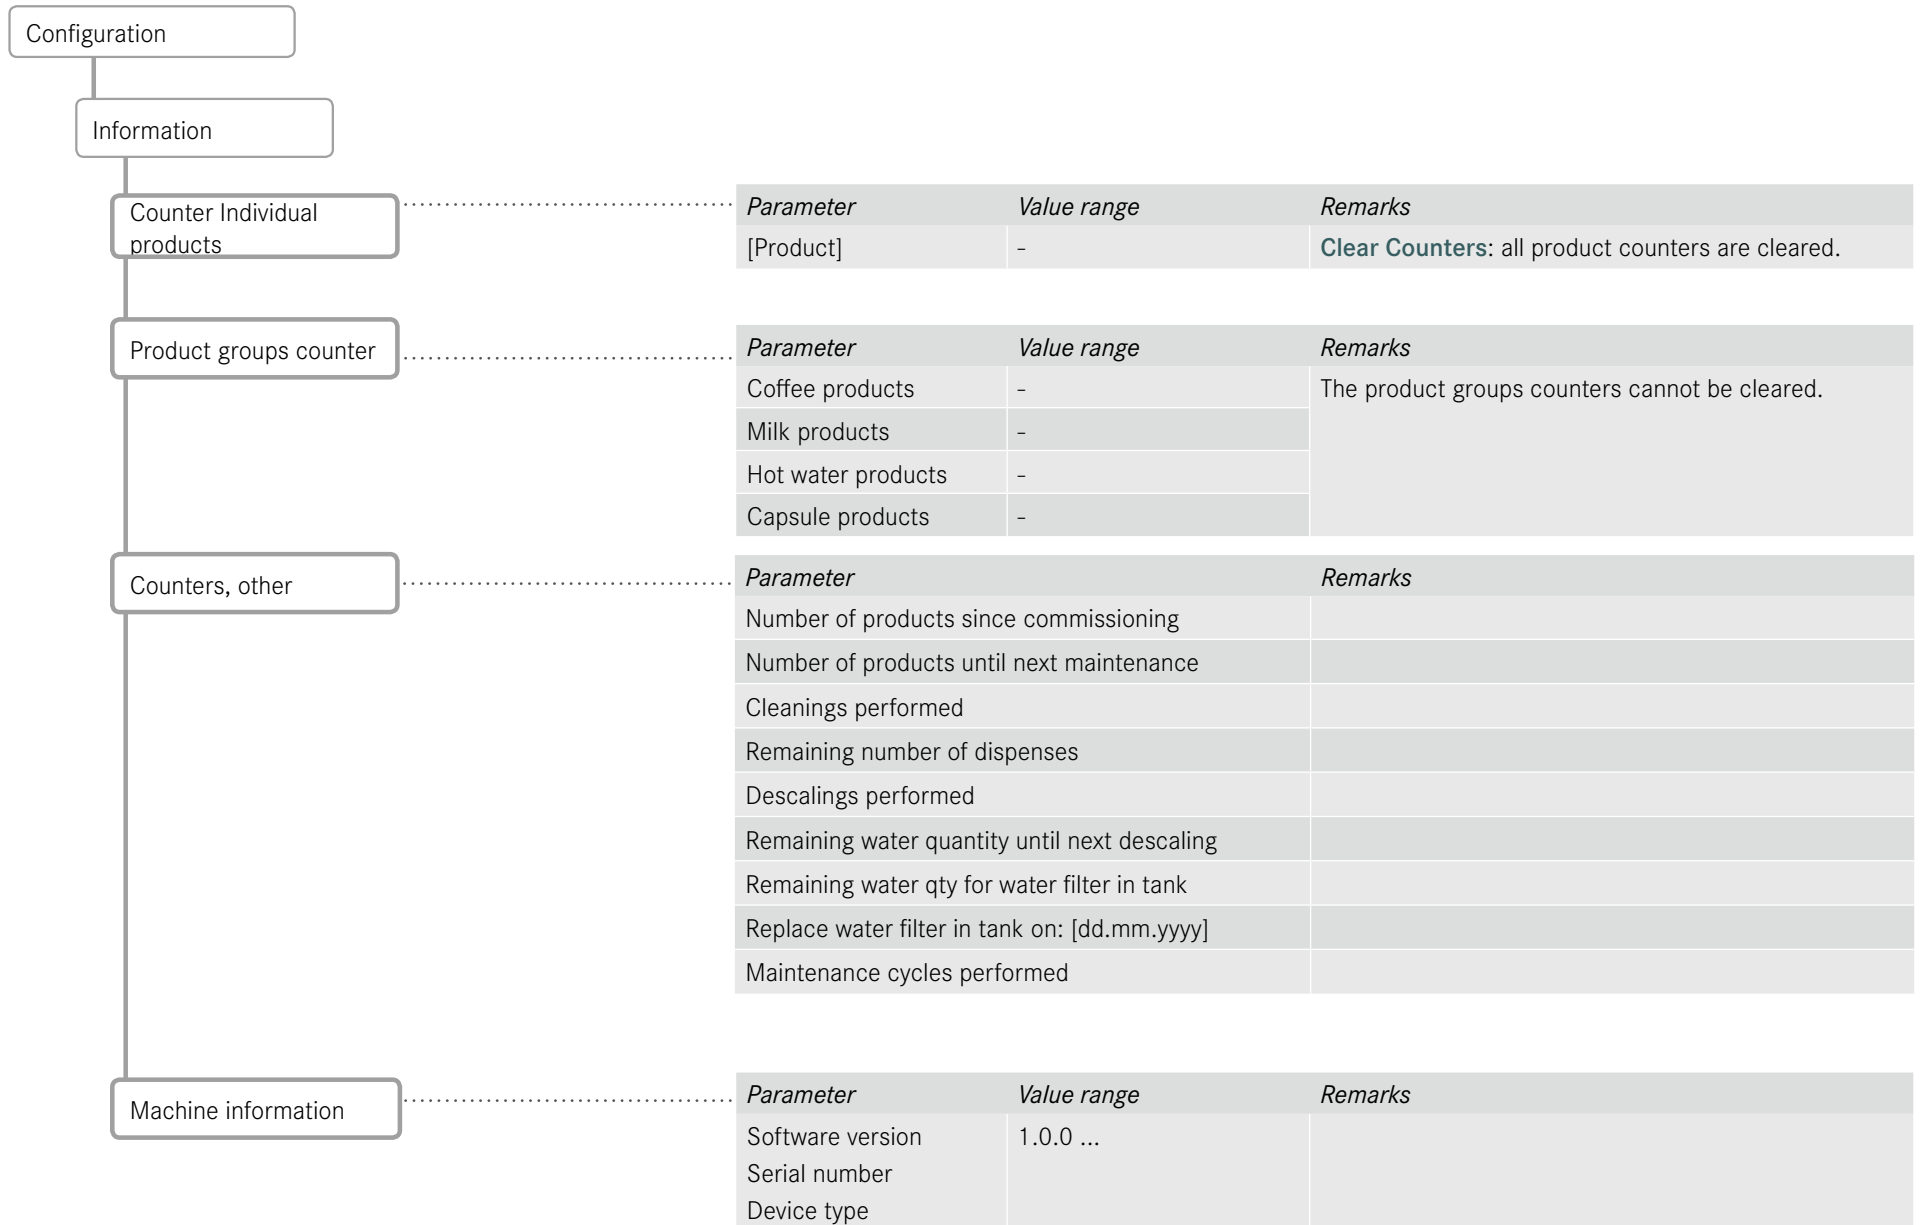 Configuration
Information
Counter Individual
products
Parameter Value range Remarks
[Product] - Clear Counters: all product counters are cleared.
Product groups counter
Parameter Value range Remarks
Coffee products - The product groups counters cannot be cleared.
Milk products -
Hot water products -
Capsule products -
Counters, other
Parameter Remarks
Number of products since commissioning
Number of products until next maintenance
Cleanings performed
Remaining number of dispenses
Descalings performed
Remaining water quantity until next descaling
Remaining water qty for water filter in tank
Replace water filter in tank on: [dd.mm.yyyy]
Maintenance cycles performed
Machine information
Parameter Value range Remarks
Software version 1.0.0 ...
Serial number
Device type